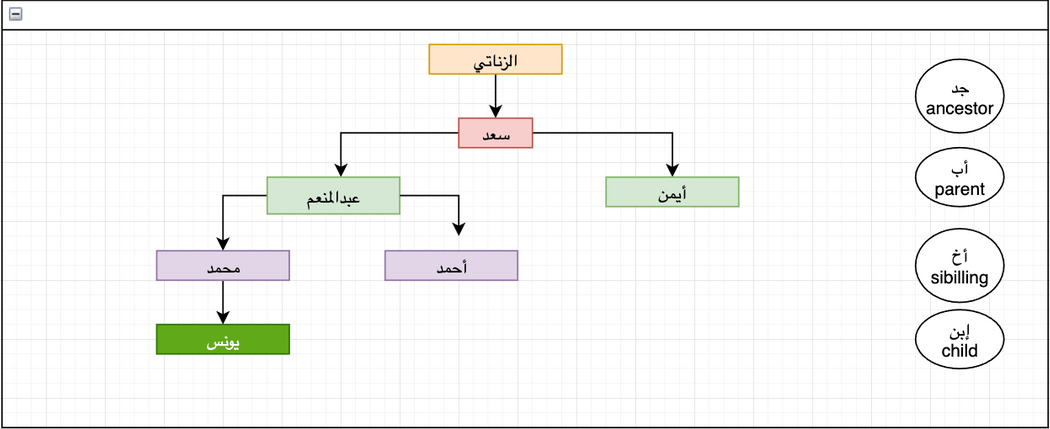 الزناتي
سعد
عبدالمنعم
أيمن
محمد
أحمد
يونس
جد
ancestor
أب
parent
أخ
sibilling
إبن
child